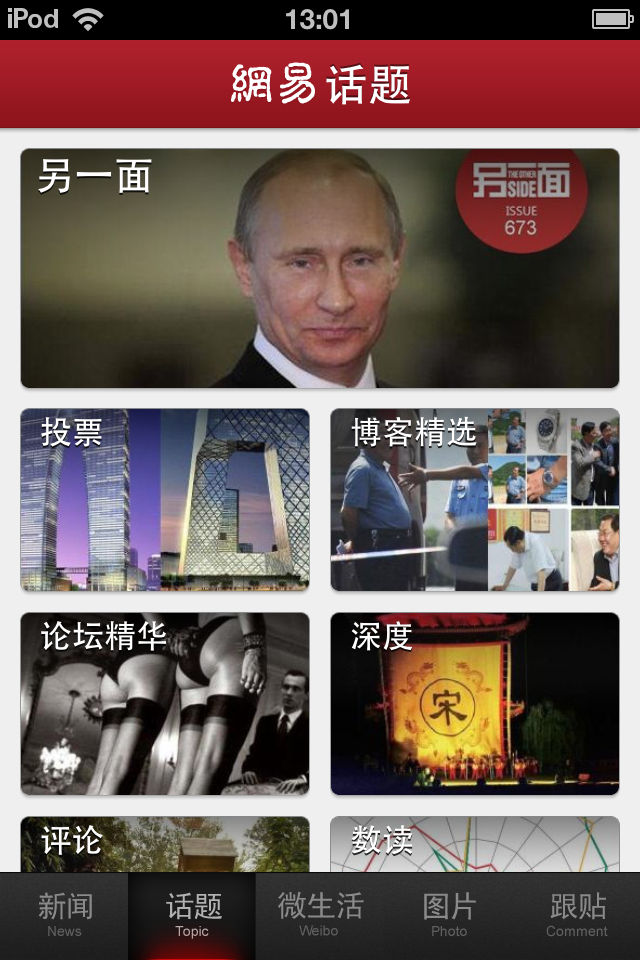 iPod 13:01
網易话题
另一面
另一面 THE OTHER SIDE
ISSUE
673
投票
博客精选
论坛精华
深度
宋
评论
数读
新闻 话题 微生活 图片 跟贴
News Topic Weibo Photo Comment